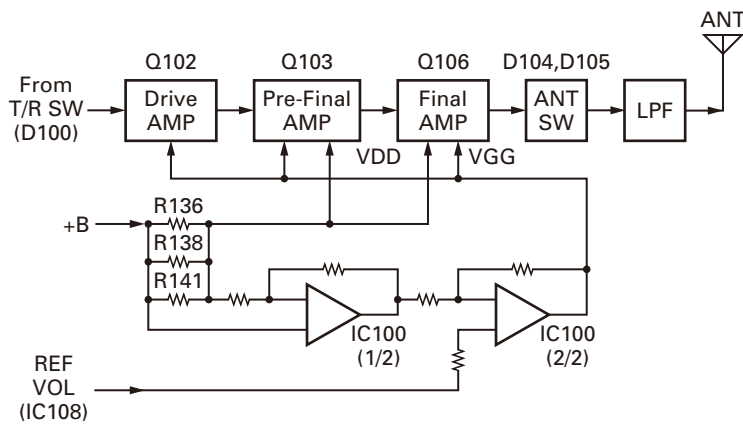 ANT
Q102
Q103
Q106
D104,D105
From
T/R SW
(D100)
Drive
AMP
Pre-Final
AMP
Final
AMP
ANT
SW
LPF
VDD
VGG
+B
R136
R138
R141
IC100
(1/2)
IC100
(2/2)
REF
VOL
(IC108)